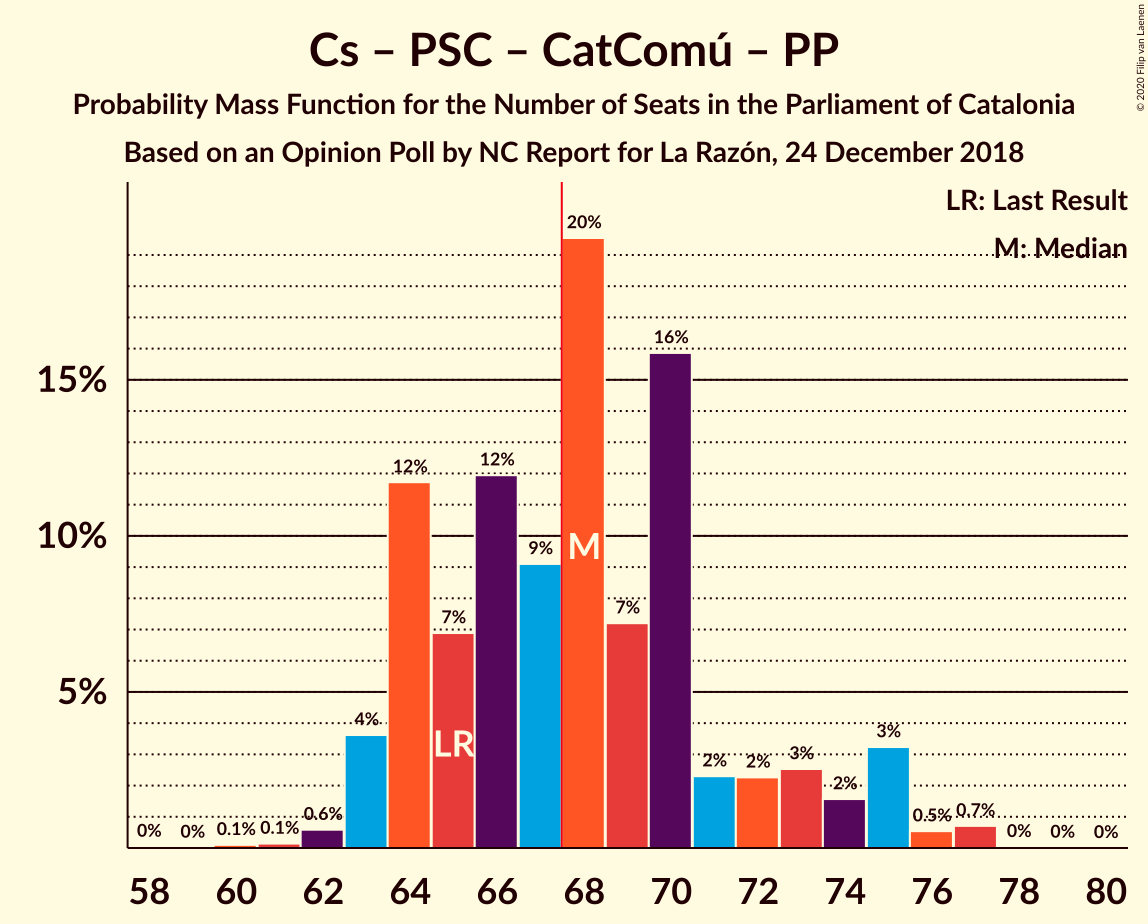 Cs – PSC – CatComú – PP
Probability Mass Function for the Number of Seats in the Parliament of Catalonia
Based on an Opinion Poll by NC Report for La Razón, 24 December 2018
© 2020 Filip van Laenen
LR: Last Result
M: Median
15%
10%
5%
0%
0%
0.1%
0.1%
0.6%
4%
12%
7%
12%
9%
20%
7%
16%
2%
2%
3%
2%
3%
0.5%
0.7%
0%
0%
0%
LR
M
58 60 62 64 66 68 70 72 74 76 78 80